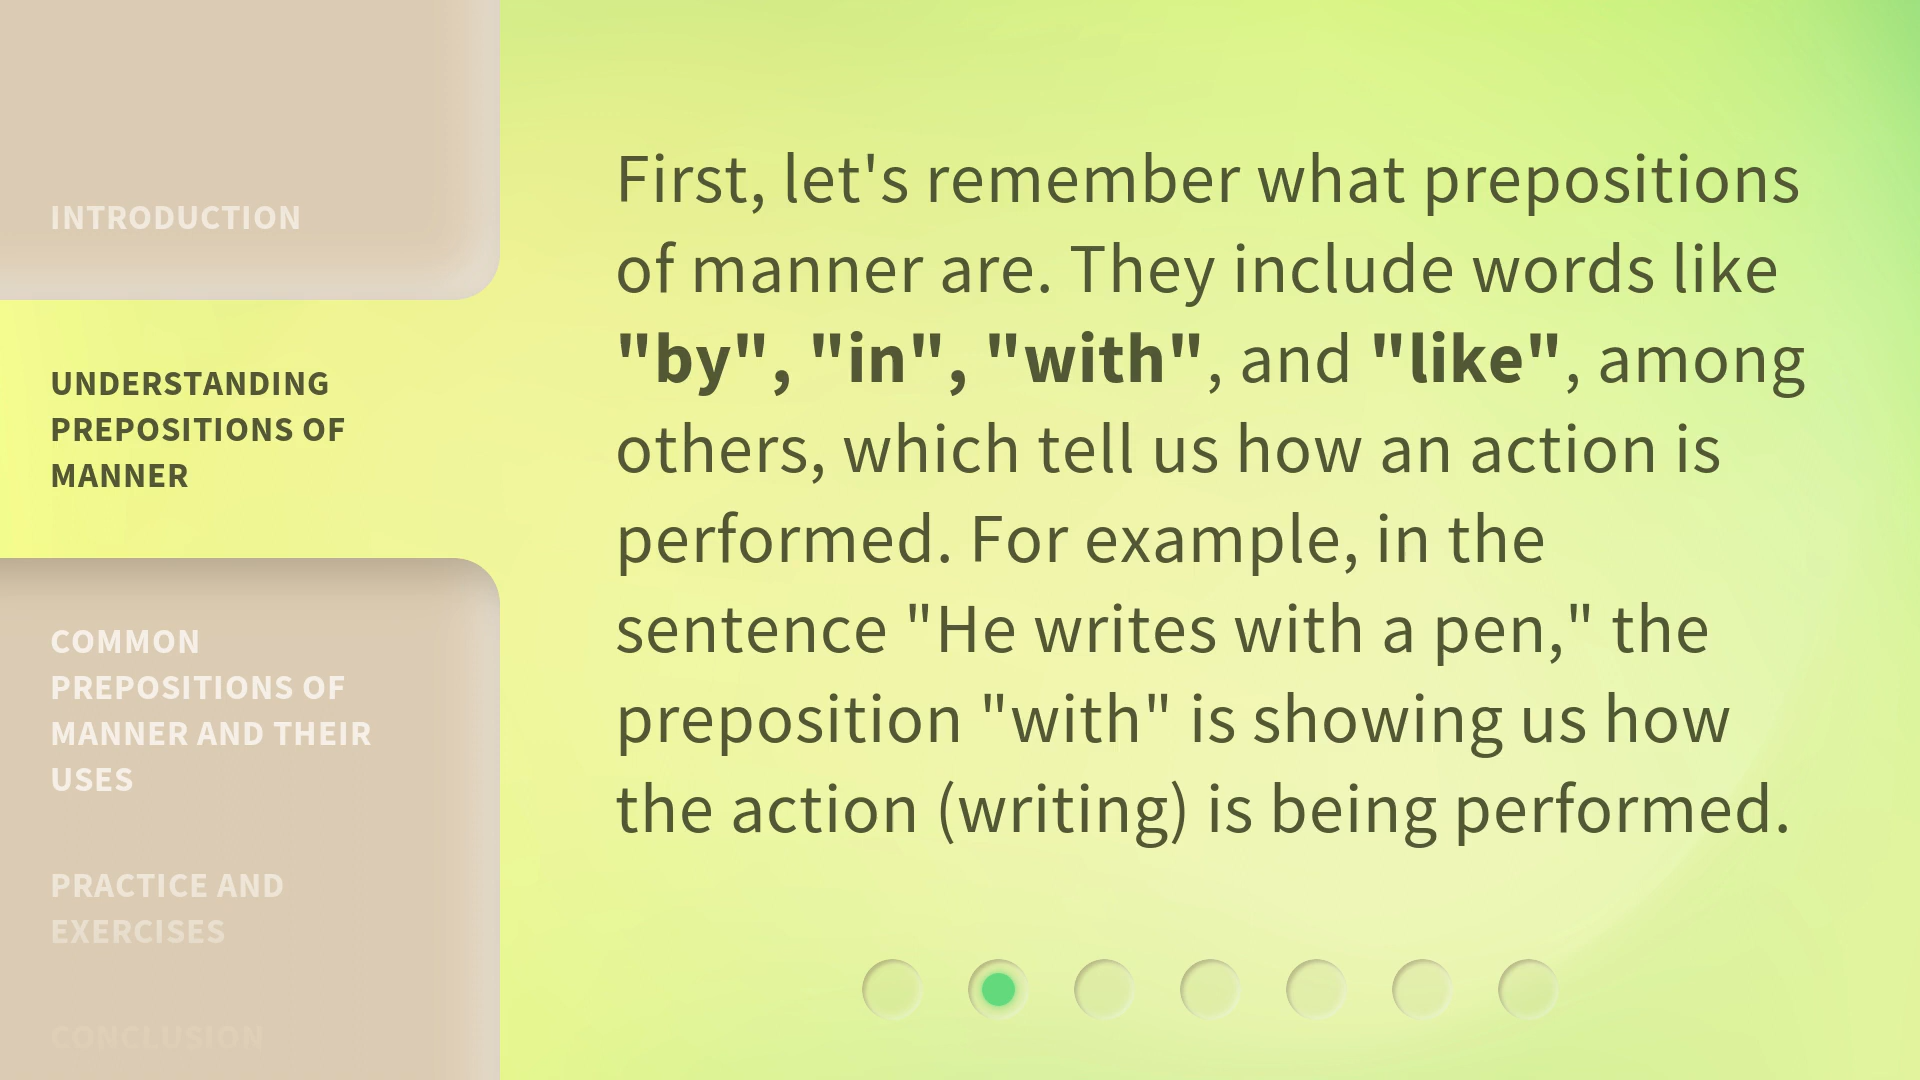 INTRODUCTION
UNDERSTANDING
PREPOSITIONS OF
MANNER
COMMON
PREPOSITIONS OF
MANNER AND THEIR
USES
PRACTICE AND
EXERCISES
CONCLUSION
First, let's remember what prepositions
of manner are. They include words like
"by", "in", "with", and "like", among
others, which tell us how an action is
performed. For example, in the
sentence "He writes with a pen," the
preposition "with" is showing us how
the action (writing) is being performed.